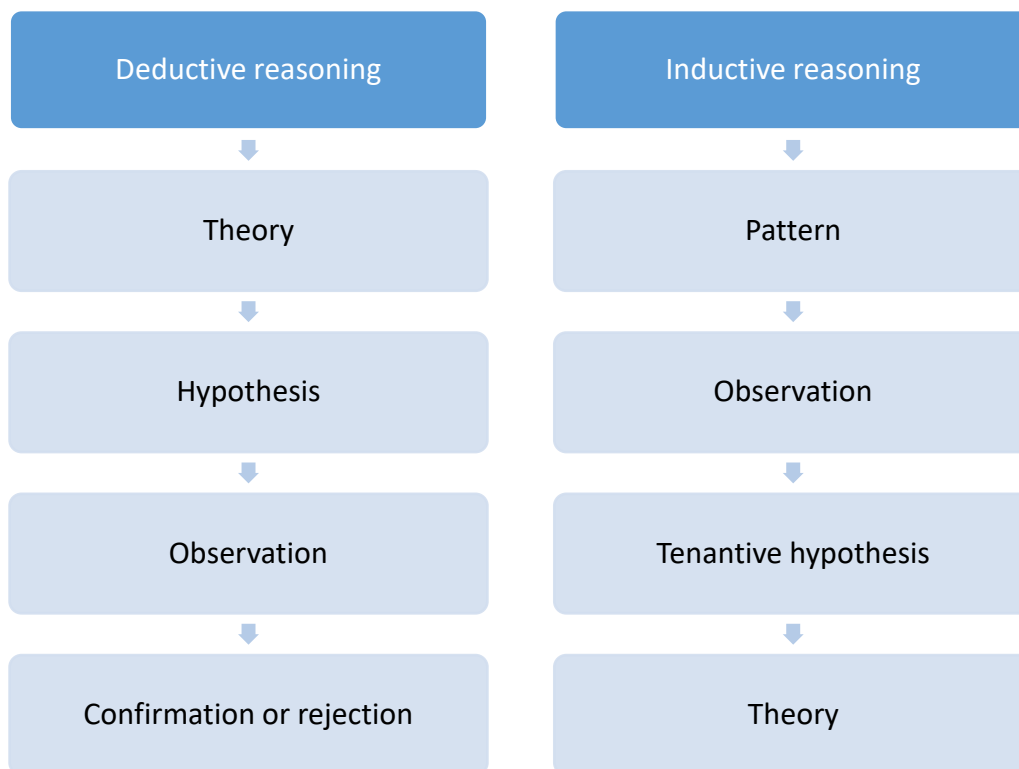 Deductive reasoning
Theory
Hypothesis
Observation
Confirmation or rejection
Inductive reasoning
Pattern
Observation
Tenantive hypothesis
Theory